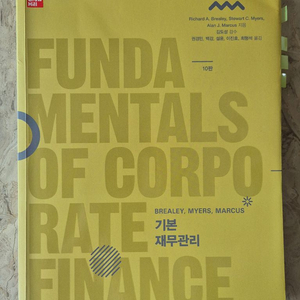 Richard A. Brealey, Stewart C. Myers,
Alan J. Marcus 지음
10판
FUNDA
MENTALS
OF CORPO
BREALEY, MYERS, MARCUS
RATE
기본
재무관리
FINANCE